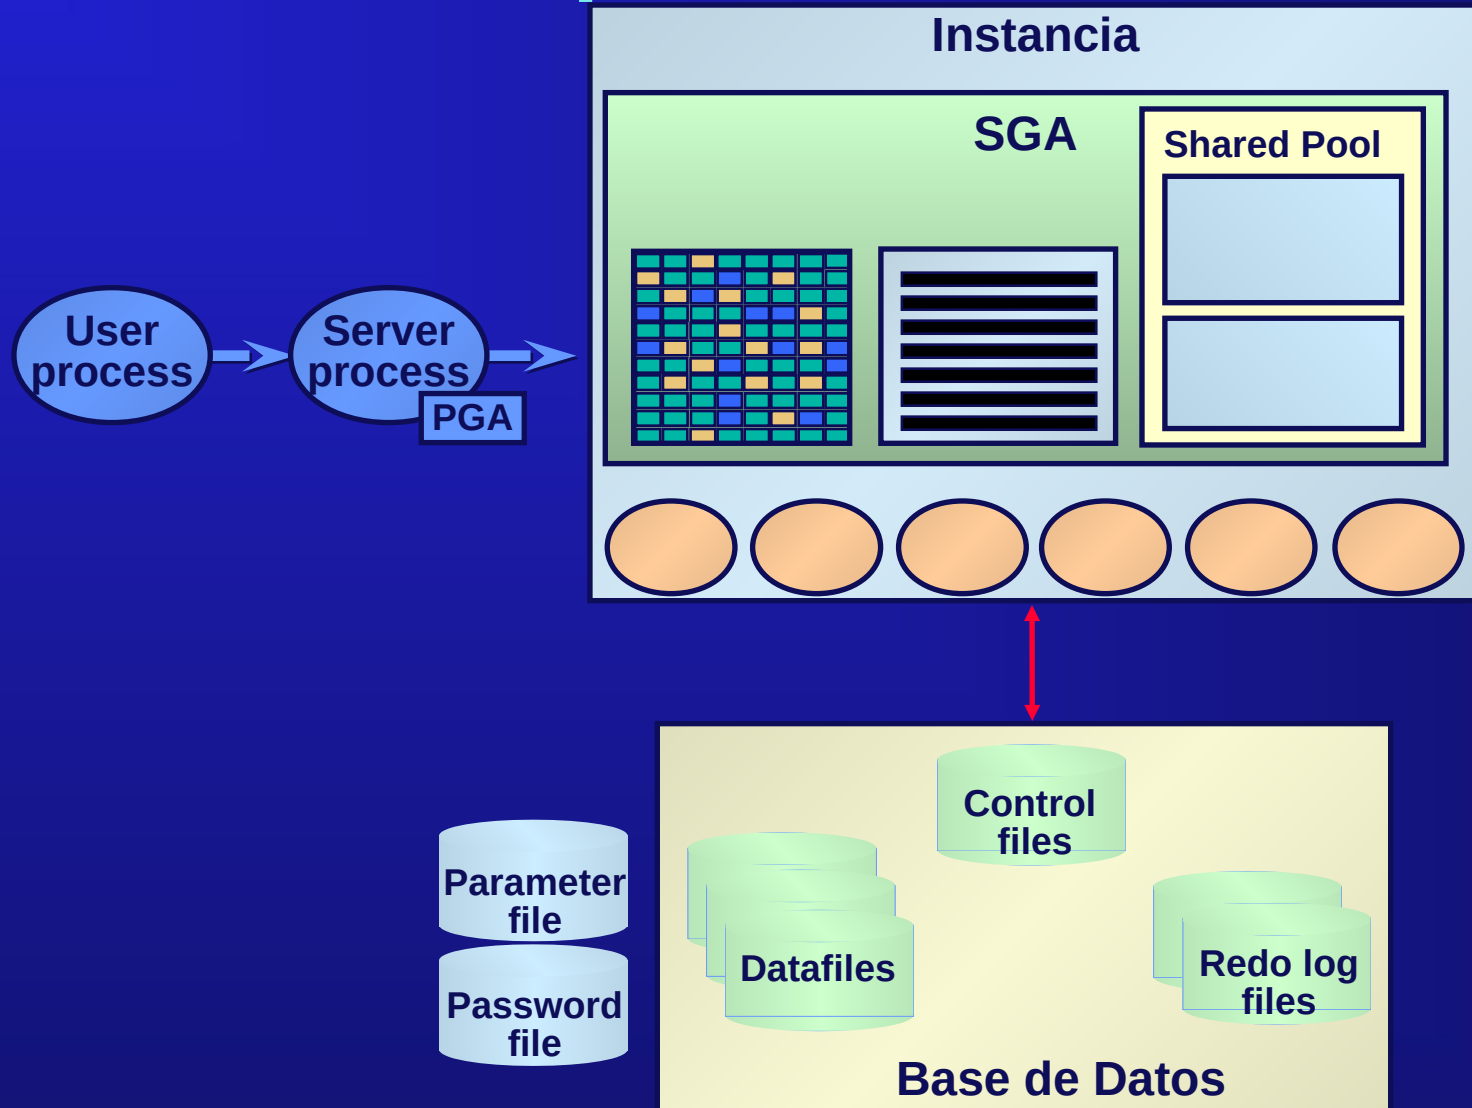 Instancia
SGA
Shared Pool
User
process
Server
process
PGA
Control
files
Parameter
file
Datafiles
Redo log
files
Password
file
Base de Datos